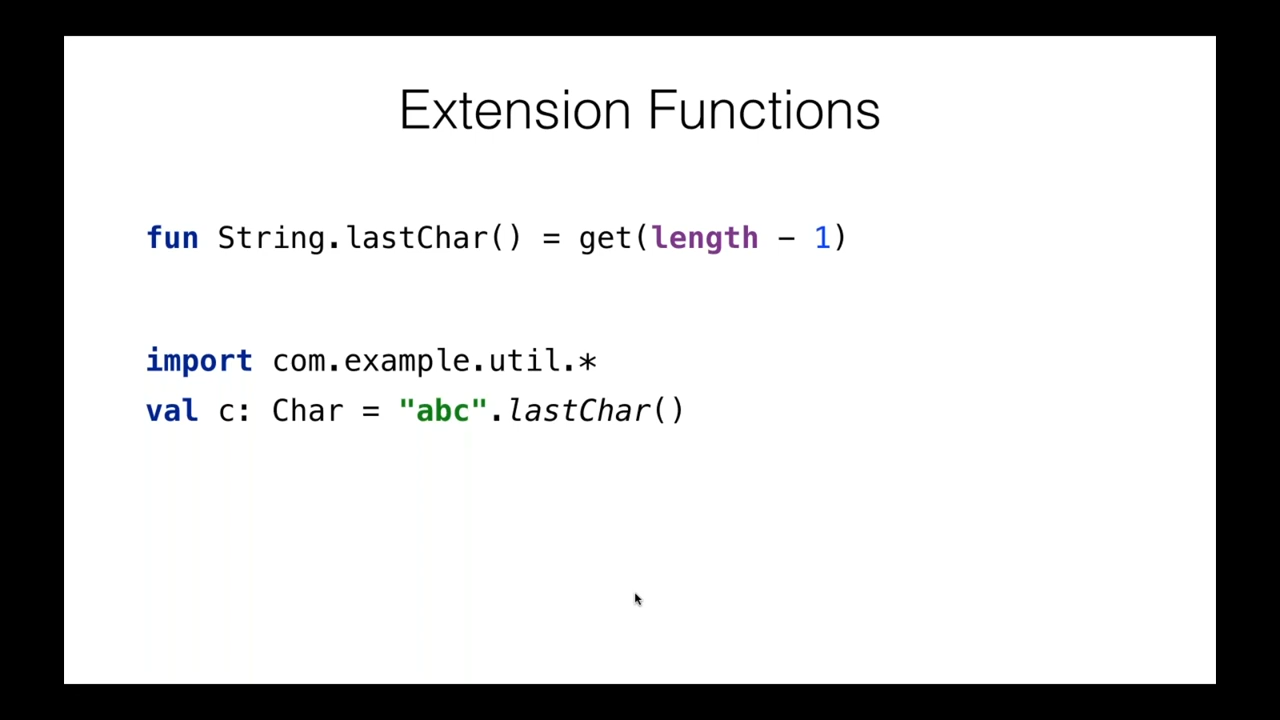 Extension Functions
fun String.lastChar() = get(length - 1)
import com.example.util.*
val c: Char = "abc".lastChar()